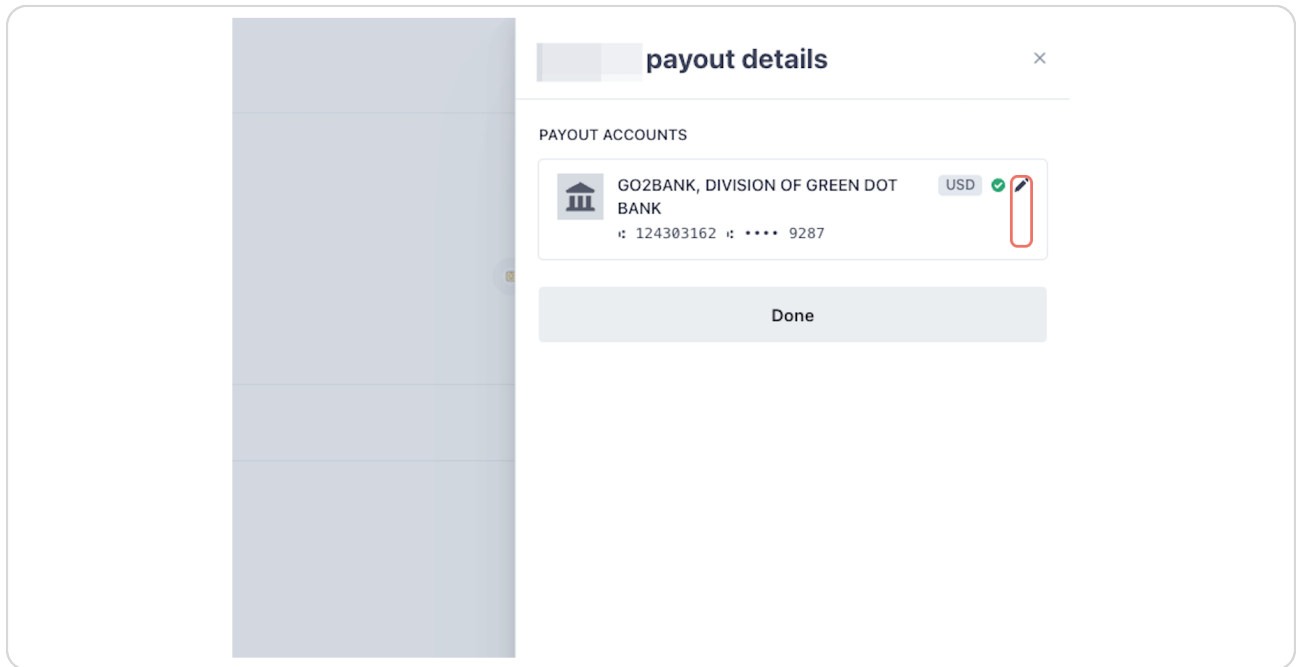 payout details
PAYOUT ACCOUNTS
GO2BANK, DIVISION OF GREEN DOT
BANK
USD
⑆ 124303162 ⑆ •••• 9287
Done